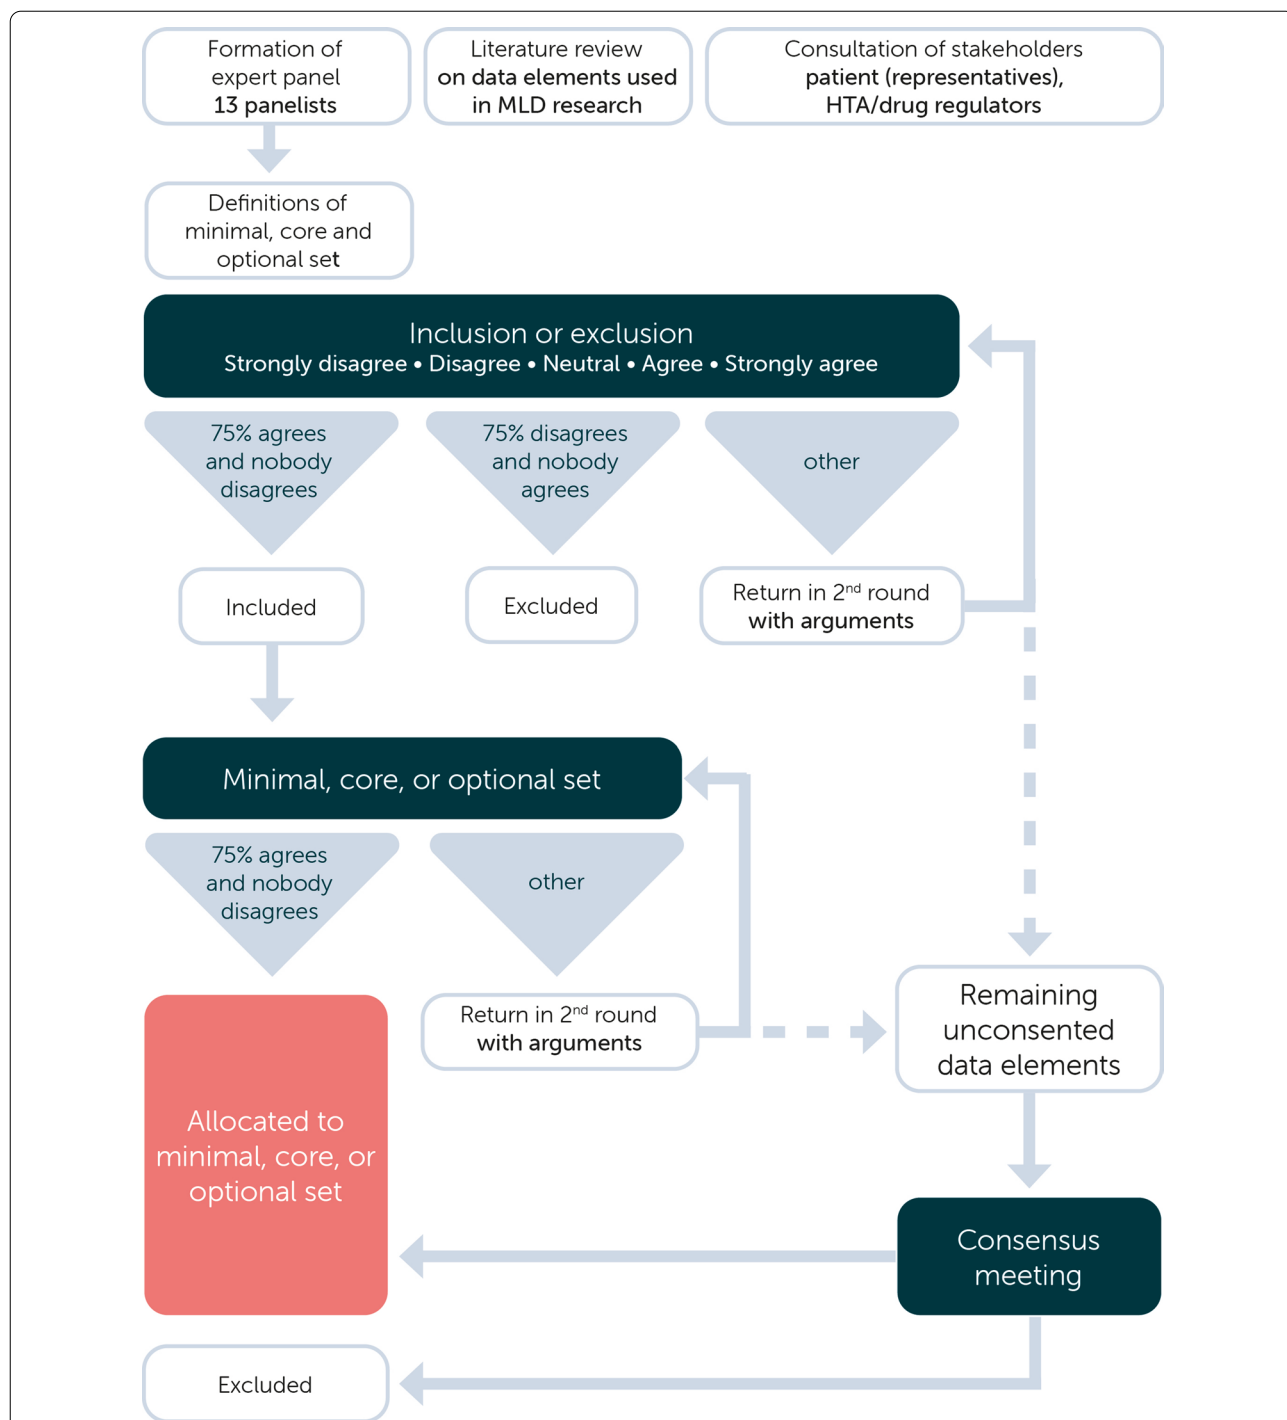 Formation of
expert panel
13 panelists
Literature review
on data elements used
in MLD research
Consultation of stakeholders
patient (representatives),
HTA/drug regulators
Definitions of
minimal, core and
optional set
Inclusion or exclusion
Strongly disagree • Disagree • Neutral • Agree • Strongly agree
75% agrees
and nobody
disagrees
75% disagrees
and nobody
agrees
other
Included
Excluded
Return in 2nd round
with arguments
Minimal, core, or optional set
75% agrees
and nobody
disagrees
other
Return in 2nd round
with arguments
Remaining
unconsented
data elements
Allocated to
minimal, core, or
optional set
Consensus
meeting
Excluded